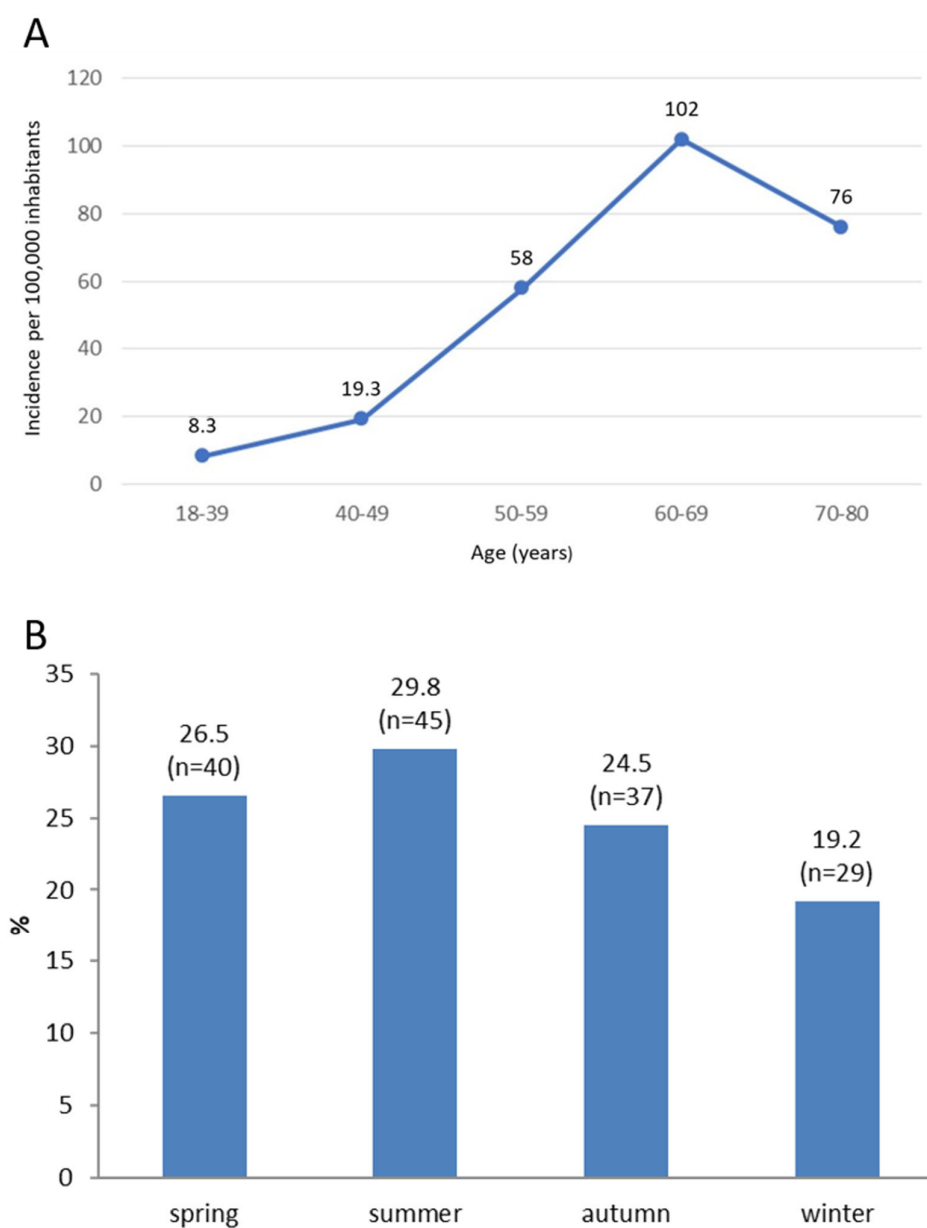 A
Incidence per 100,000 inhabitants
120
100
80
60
40
20
0
8.3
19.3
58
102
76
18-39
40-49
50-59
60-69
70-80
Age (years)
B
%
35
30
25
20
15
10
5
0
26.5
(n=40)
29.8
(n=45)
24.5
(n=37)
19.2
(n=29)
spring
summer
autumn
winter